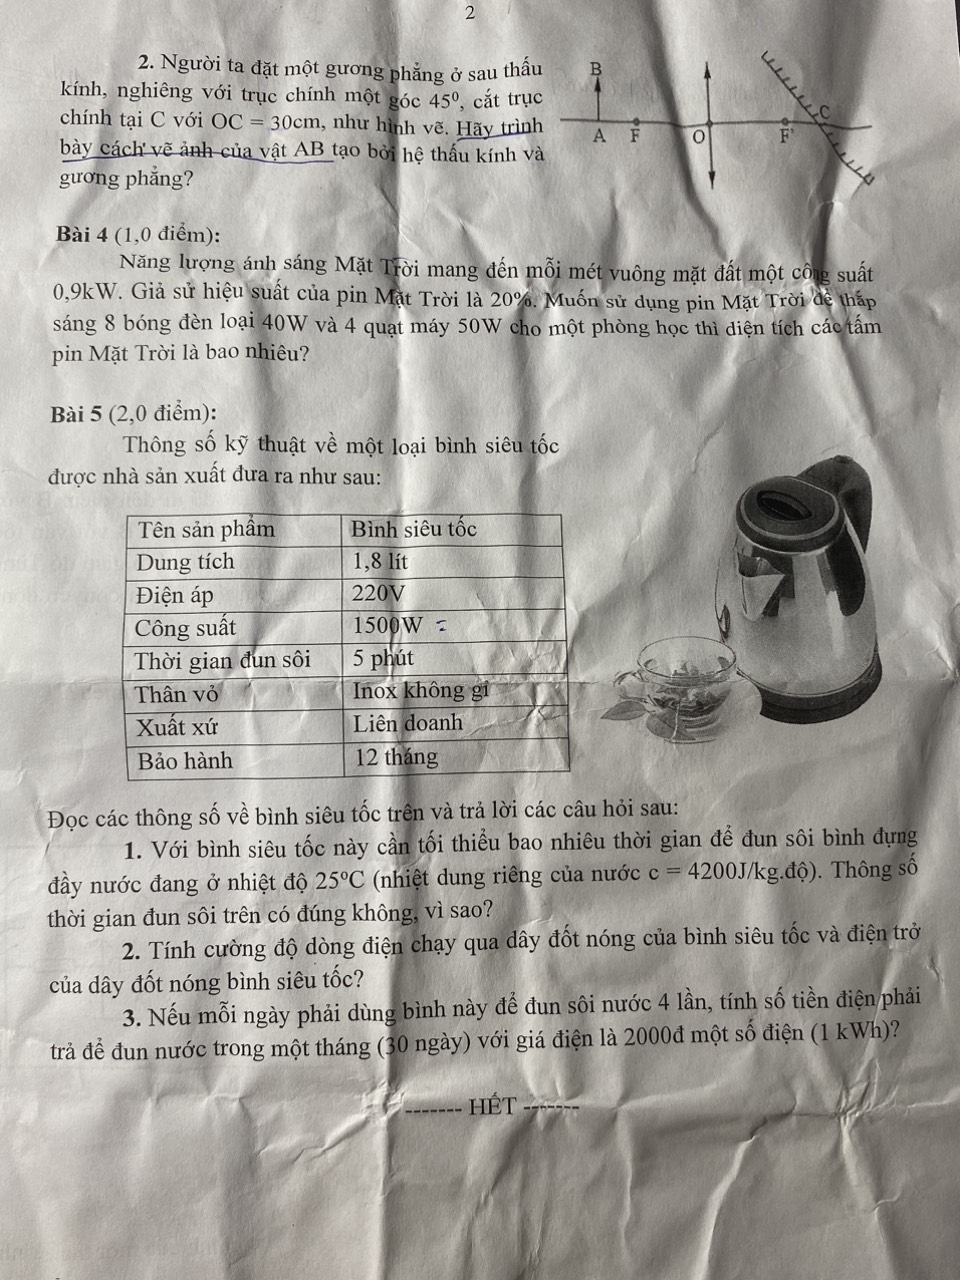 2
2. Người ta đặt một gương phẳng ở sau thấu
kính, nghiêng với trục chính một góc 45⁰, cắt trục
chính tại C với OC = 30cm, như hình vẽ. Hãy trình
bày cách vẽ ảnh của vật AB tạo bởi hệ thấu kính và
gương phẳng?
B
C
A F O F'
Bài 4 (1,0 điểm):
Năng lượng ánh sáng Mặt Trời mang đến mỗi mét vuông mặt đất một công suất
0,9kW. Giả sử hiệu suất của pin Mặt Trời là 20%. Muốn sử dụng pin Mặt Trời để thắp
sáng 8 bóng đèn loại 40W và 4 quạt máy 50W cho một phòng học thì diện tích các tấm
pin Mặt Trời là bao nhiêu?
Bài 5 (2,0 điểm):
Thông số kỹ thuật về một loại bình siêu tốc
được nhà sản xuất đưa ra như sau:
Tên sản phẩm Bình siêu tốc
Dung tích 1,8 lít
Điện áp 220V
Công suất 1500W
Thời gian đun sôi 5 phút
Thân vỏ Inox không gỉ
Xuất xứ Liên doanh
Bảo hành 12 tháng
Đọc các thông số về bình siêu tốc trên và trả lời các câu hỏi sau:
1. Với bình siêu tốc này cần tối thiểu bao nhiêu thời gian để đun sôi bình đựng
đầy nước đang ở nhiệt độ 25⁰C (nhiệt dung riêng của nước c = 4200J/kg.độ). Thông số
thời gian đun sôi trên có đúng không, vì sao?
2. Tính cường độ dòng điện chạy qua dây đốt nóng của bình siêu tốc và điện trở
của dây đốt nóng bình siêu tốc?
3. Nếu mỗi ngày phải dùng bình này để đun sôi nước 4 lần, tính số tiền điện phải
trả để đun nước trong một tháng (30 ngày) với giá điện là 2000đ một số điện (1 kWh)?
------- HẾT -------